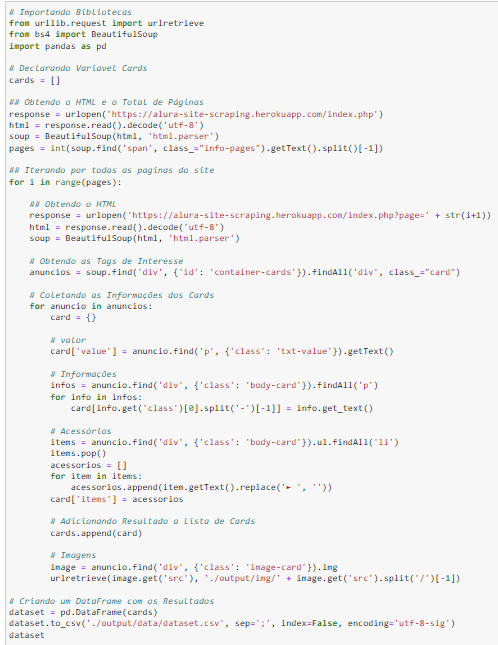 # Importando Bibliotecas
from urllib.request import urlretrieve
from bs4 import BeautifulSoup
import pandas as pd
# Declarando Variavel Cards
cards = []
## Obtendo o HTML e o Total de Páginas
response = urlopen('https://alura-site-scraping.herokuapp.com/index.php')
html = response.read().decode('utf-8')
soup = BeautifulSoup(html, 'html.parser')
pages = int(soup.find('span', class_="info-pages").getText().split()[-1])
## Iterando por todas as paginas do site
for i in range(pages):
    ## Obtendo o HTML
    response = urlopen('https://alura-site-scraping.herokuapp.com/index.php?page=' + str(i+1))
    html = response.read().decode('utf-8')
    soup = BeautifulSoup(html, 'html.parser')
    # Obtendo as Tags de Interesse
    anuncios = soup.find('div', {'id': 'container-cards'}).findAll('div', class_="card")
    # Coletando as Informações dos Cards
    for anuncio in anuncios:
        card = {}
        # valor
        card['value'] = anuncio.find('p', {'class': 'txt-value'}).getText()
        # Informações
        infos = anuncio.find('div', {'class': 'body-card'}).findAll('p')
        for info in infos:
            card[info.get('class')[0].split('-')[-1]] = info.get_text()
        # Acessórios
        items = anuncio.find('div', {'class': 'body-card'}).ul.findAll('li')
        items.pop()
        acessorios = []
        for item in items:
            acessorios.append(item.getText().replace('► ', ''))
        card['items'] = acessorios
        # Adicionando Resultado a Lista de Cards
        cards.append(card)
        # Imagens
        image = anuncio.find('div', {'class': 'image-card'}).img
        urlretrieve(image.get('src'), './output/img/' + image.get('src').split('/')[-1])
# Criando um DataFrame com os Resultados
dataset = pd.DataFrame(cards)
dataset.to_csv('./output/data/dataset.csv', sep=';', index=False, encoding='utf-8-sig')
dataset